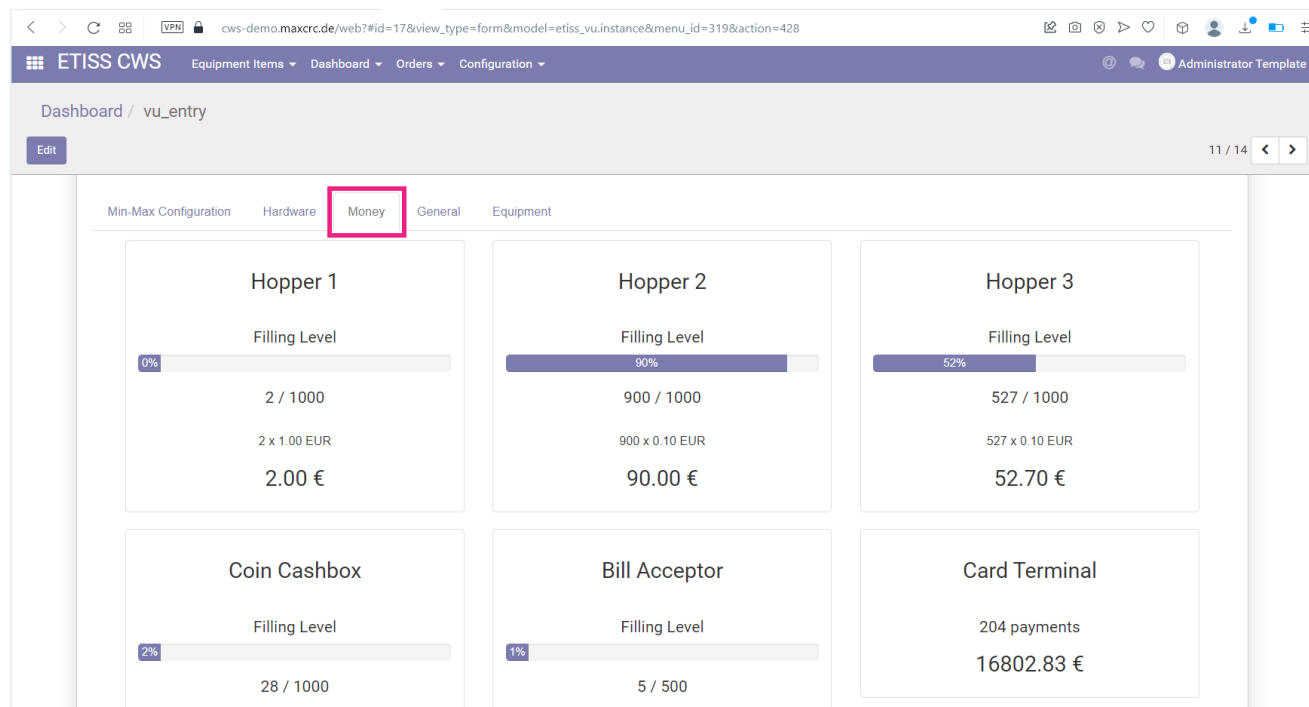 VPN cws-demo.maxcrc.de/web?#id=17&view_type=form&model=etiss_vu.instance&menu_id=319&action=428
ETISS CWS Equipment Items Dashboard Orders Configuration @ Administrator Template
Dashboard / vu_entry
Edit 11 / 14
Min-Max Configuration Hardware Money General Equipment
Hopper 1 Hopper 2 Hopper 3
Filling Level Filling Level Filling Level
0% 90% 52%
2 / 1000 900 / 1000 527 / 1000
2 x 1.00 EUR 900 x 0.10 EUR 527 x 0.10 EUR
2.00 € 90.00 € 52.70 €
Coin Cashbox Bill Acceptor Card Terminal
Filling Level Filling Level 204 payments
2% 1% 16802.83 €
28 / 1000 5 / 500